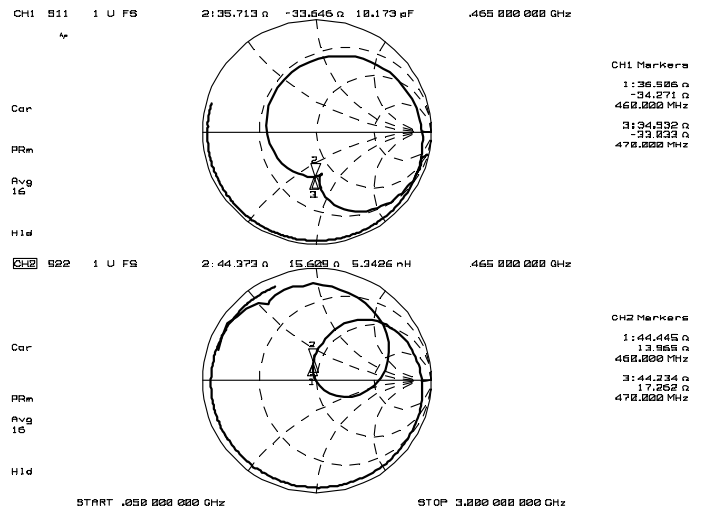 CH1 S11 1 U FS 2: 35.713 Ω -33.646 Ω 10.173 pF .465 000 000 GHz
CH1 Markers
1: 36.506 Ω
-34.271 Ω
460.000 MHz
3: 34.932 Ω
-33.033 Ω
470.000 MHz
Cor
PRm
Avg
16
Hld
2
1
CH2 S22 1 U FS 2: 44.373 Ω 15.609 Ω 5.3426 nH .465 000 000 GHz
CH2 Markers
1: 44.445 Ω
13.965 Ω
460.000 MHz
3: 44.234 Ω
17.262 Ω
470.000 MHz
Cor
PRm
Avg
16
Hld
2
1
START .050 000 000 GHz STOP 3.000 000 000 GHz